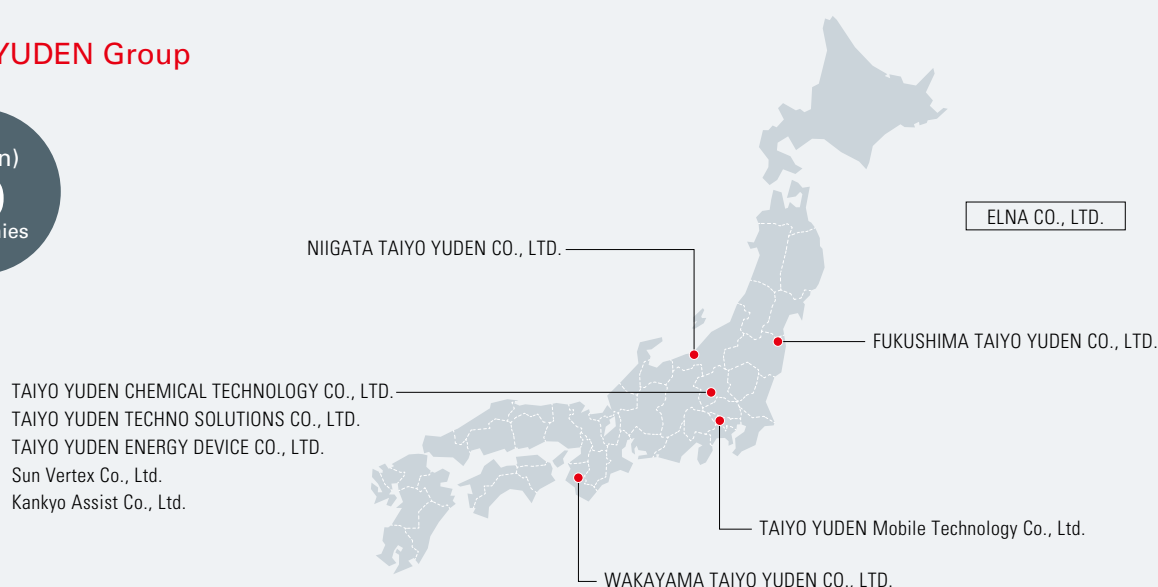 YUDEN Group
n)
ies
ELNA CO., LTD.
NIIGATA TAIYO YUDEN CO., LTD.
FUKUSHIMA TAIYO YUDEN CO., LTD.
TAIYO YUDEN CHEMICAL TECHNOLOGY CO., LTD.
TAIYO YUDEN TECHNO SOLUTIONS CO., LTD.
TAIYO YUDEN ENERGY DEVICE CO., LTD.
Sun Vertex Co., Ltd.
Kankyo Assist Co., Ltd.
TAIYO YUDEN Mobile Technology Co., Ltd.
WAKAYAMA TAIYO YUDEN CO., LTD.